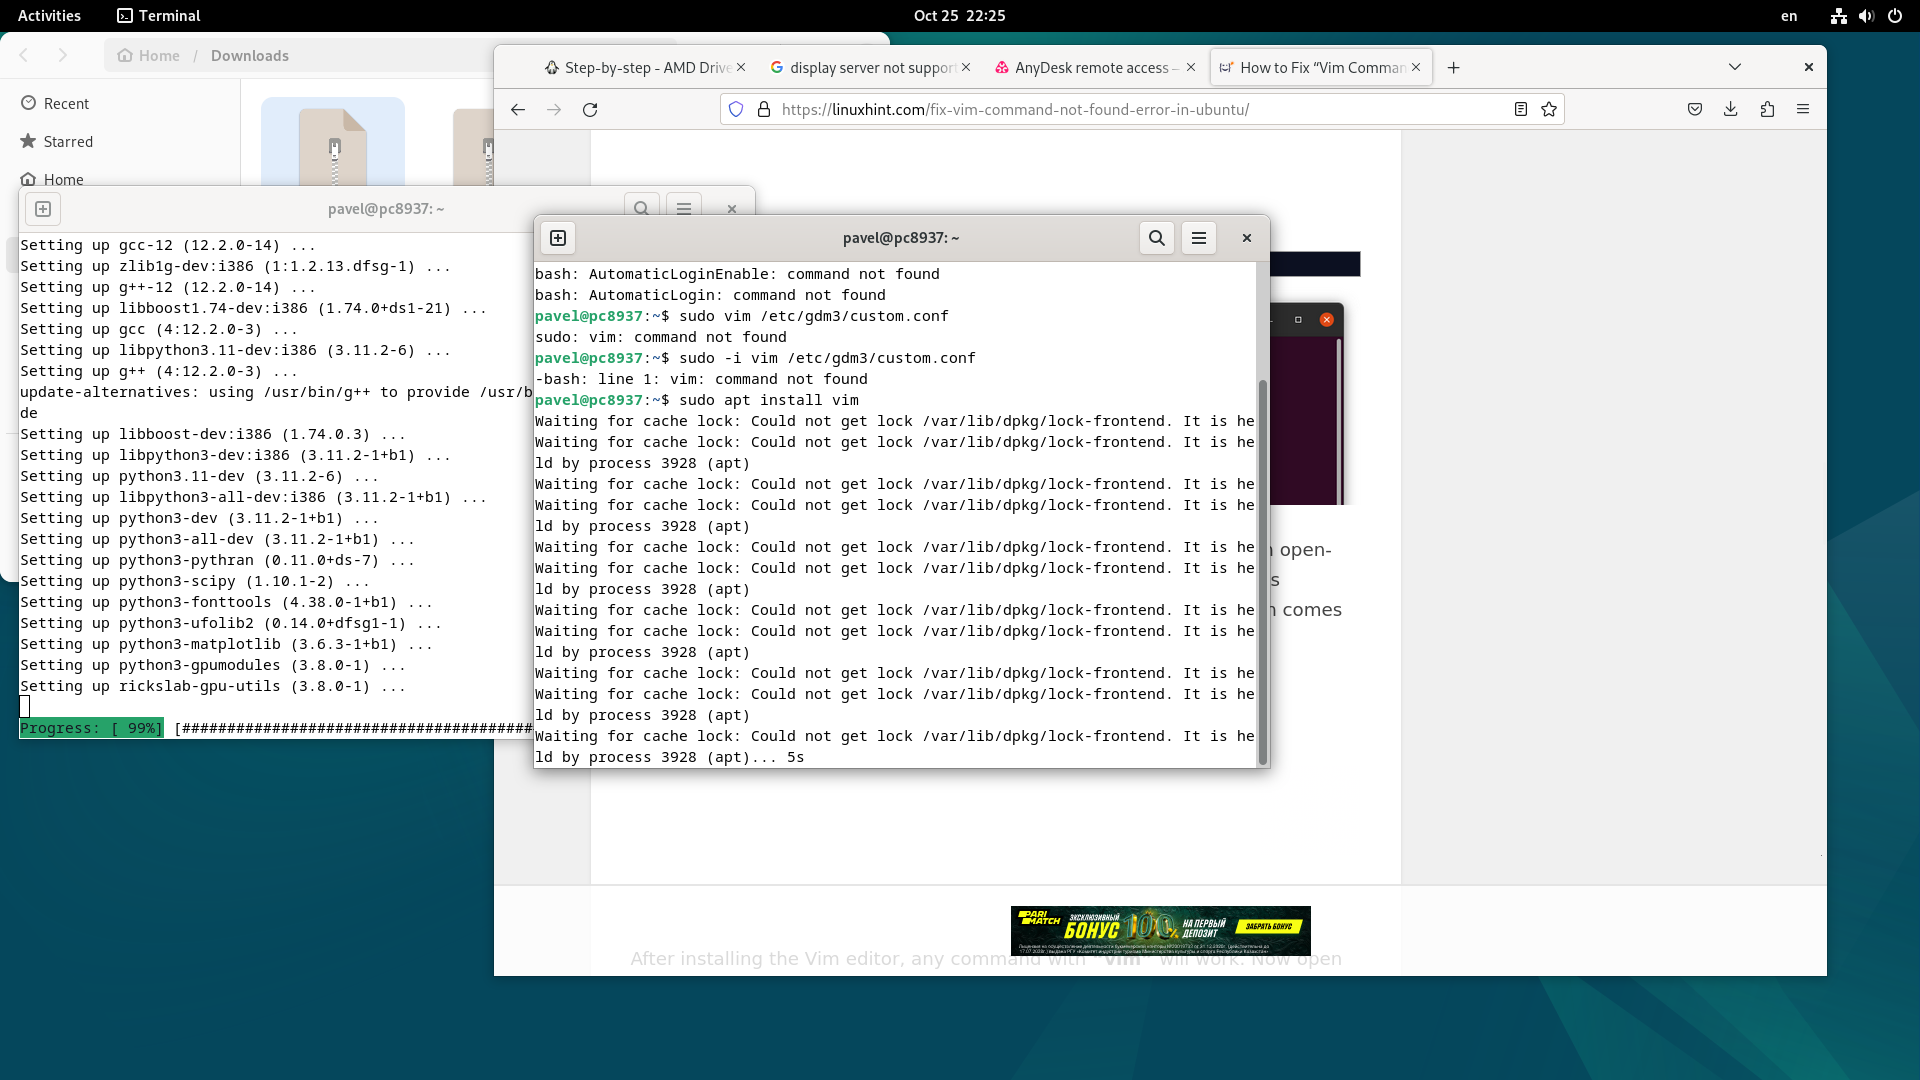 Activities
Terminal
Oct 25 22:25
en
Home / Downloads
Recent
Starred
Home
Step-by-step - AMD Drive
display server not support
AnyDesk remote access –
How to Fix “Vim Comman
https://linuxhint.com/fix-vim-command-not-found-error-in-ubuntu/
pavel@pc8937: ~
Setting up gcc-12 (12.2.0-14) ...
Setting up zlib1g-dev:i386 (1:1.2.13.dfsg-1) ...
Setting up g++-12 (12.2.0-14) ...
Setting up libboost1.74-dev:i386 (1.74.0+ds1-21) ...
Setting up gcc (4:12.2.0-3) ...
Setting up libpython3.11-dev:i386 (3.11.2-6) ...
Setting up g++ (4:12.2.0-3) ...
update-alternatives: using /usr/bin/g++ to provide /usr/b
de
Setting up libboost-dev:i386 (1.74.0.3) ...
Setting up libpython3-dev:i386 (3.11.2-1+b1) ...
Setting up python3.11-dev (3.11.2-6) ...
Setting up libpython3-all-dev:i386 (3.11.2-1+b1) ...
Setting up python3-dev (3.11.2-1+b1) ...
Setting up python3-all-dev (3.11.2-1+b1) ...
Setting up python3-pythran (0.11.0+ds-7) ...
Setting up python3-scipy (1.10.1-2) ...
Setting up python3-fonttools (4.38.0-1+b1) ...
Setting up python3-ufolib2 (0.14.0+dfsg1-1) ...
Setting up python3-matplotlib (3.6.3-1+b1) ...
Setting up python3-gpumodules (3.8.0-1) ...
Setting up rickslab-gpu-utils (3.8.0-1) ...
Progress: [ 99%] [#######################################
pavel@pc8937: ~
bash: AutomaticLoginEnable: command not found
bash: AutomaticLogin: command not found
pavel@pc8937:~$ sudo vim /etc/gdm3/custom.conf
sudo: vim: command not found
pavel@pc8937:~$ sudo -i vim /etc/gdm3/custom.conf
-bash: line 1: vim: command not found
pavel@pc8937:~$ sudo apt install vim
Waiting for cache lock: Could not get lock /var/lib/dpkg/lock-frontend. It is he
Waiting for cache lock: Could not get lock /var/lib/dpkg/lock-frontend. It is he
ld by process 3928 (apt)
Waiting for cache lock: Could not get lock /var/lib/dpkg/lock-frontend. It is he
Waiting for cache lock: Could not get lock /var/lib/dpkg/lock-frontend. It is he
ld by process 3928 (apt)
Waiting for cache lock: Could not get lock /var/lib/dpkg/lock-frontend. It is he
Waiting for cache lock: Could not get lock /var/lib/dpkg/lock-frontend. It is he
ld by process 3928 (apt)
Waiting for cache lock: Could not get lock /var/lib/dpkg/lock-frontend. It is he
Waiting for cache lock: Could not get lock /var/lib/dpkg/lock-frontend. It is he
ld by process 3928 (apt)
Waiting for cache lock: Could not get lock /var/lib/dpkg/lock-frontend. It is he
Waiting for cache lock: Could not get lock /var/lib/dpkg/lock-frontend. It is he
ld by process 3928 (apt)
Waiting for cache lock: Could not get lock /var/lib/dpkg/lock-frontend. It is he
ld by process 3928 (apt)... 5s
open-
s
comes
PARI MATCH
ЭКСКЛЮЗИВНЫЙ
БОНУС
100%
НА ПЕРВЫЙ
ДЕПОЗИТ
ЗАБРАТЬ БОНУС
After installing the Vim editor, any command with “Vim” will work. Now open